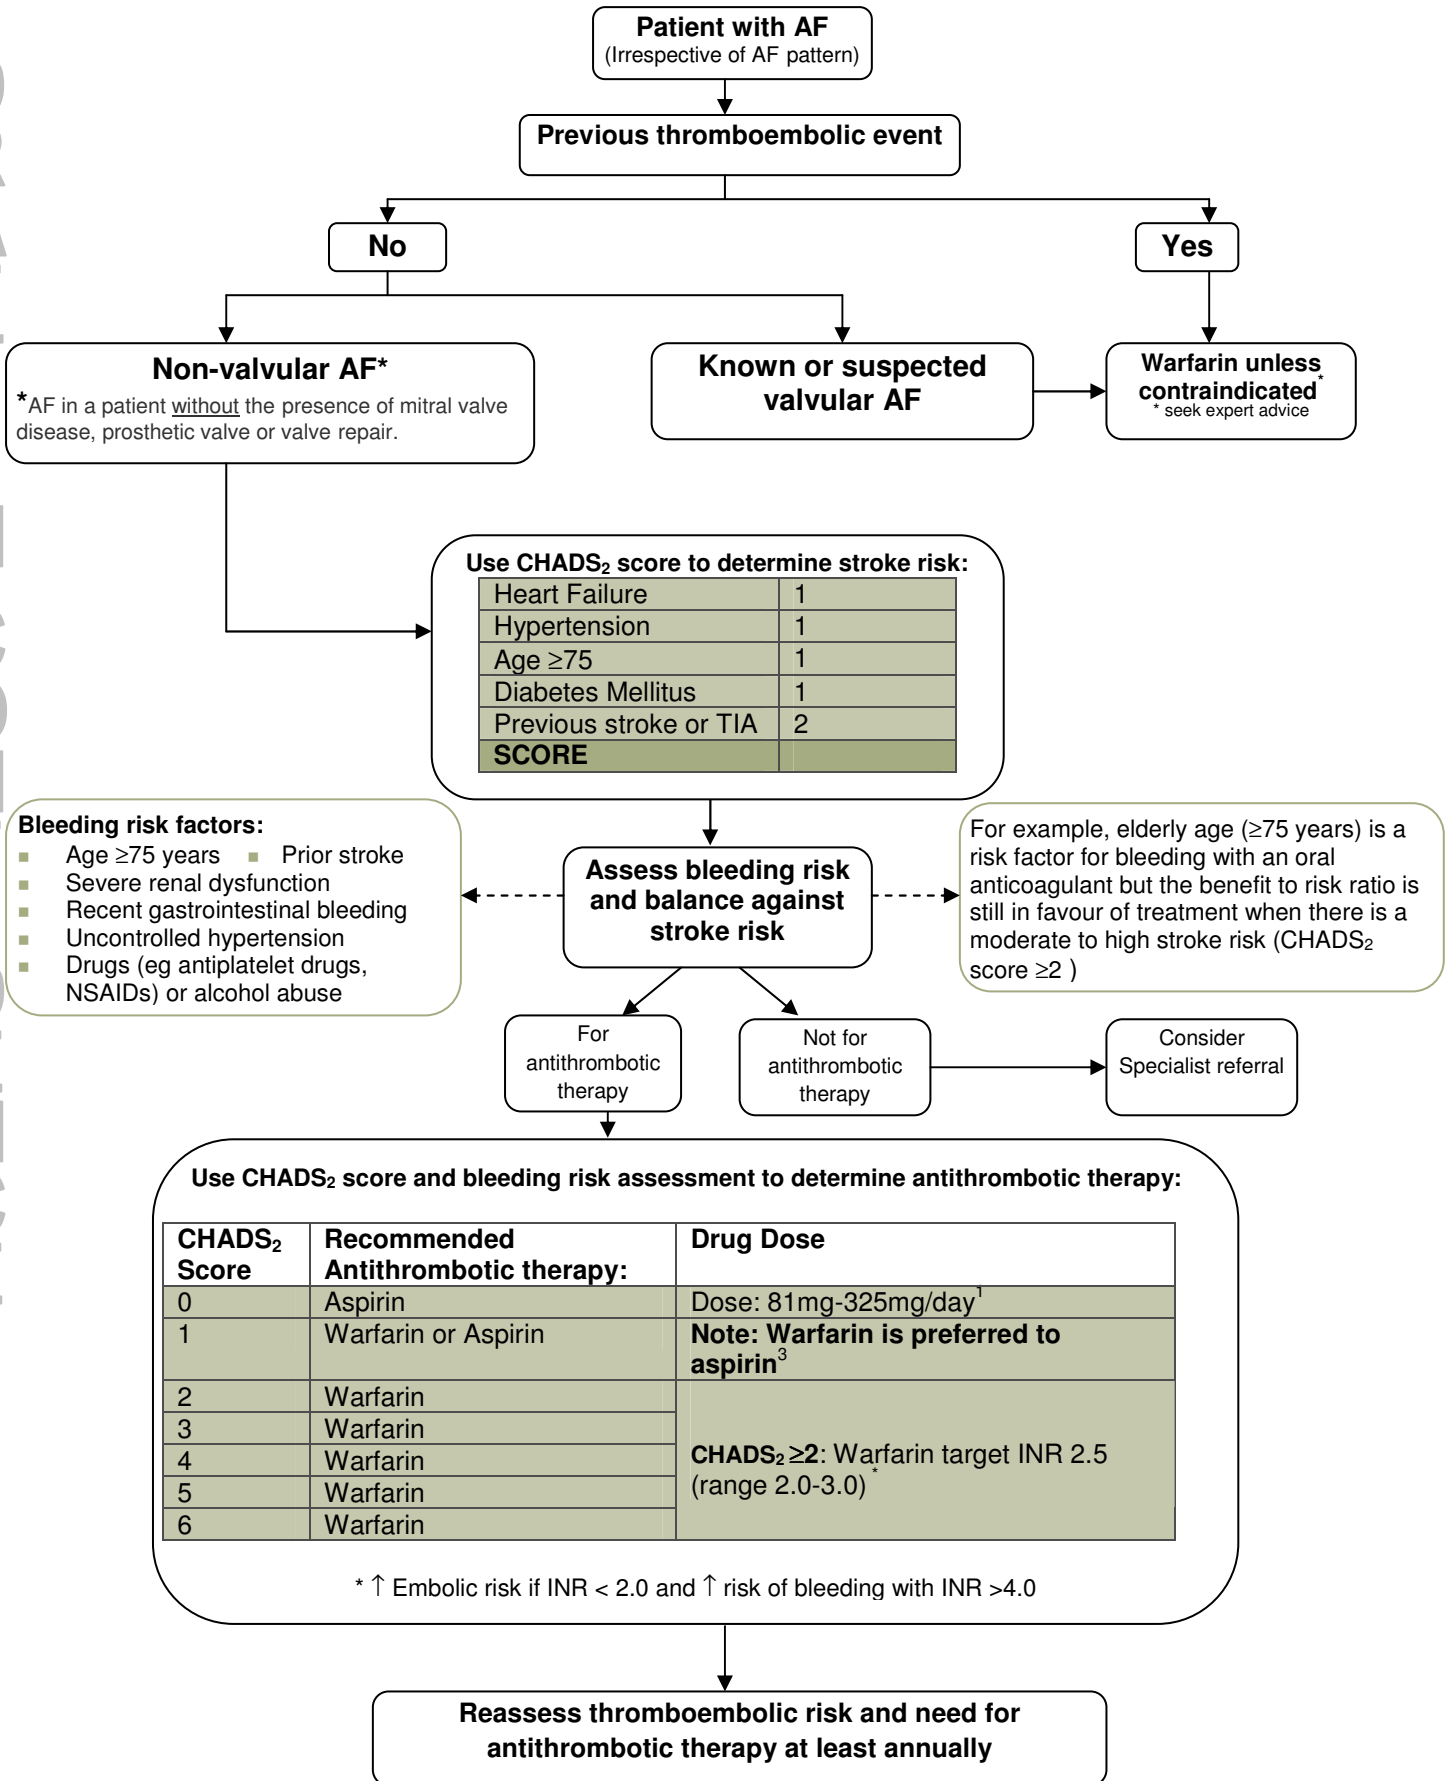 Patient with AF
(Irrespective of AF pattern)
Previous thromboembolic event
No
Yes
Non-valvular AF*
*AF in a patient without the presence of mitral valve
disease, prosthetic valve or valve repair.
Known or suspected
valvular AF
Warfarin unless
contraindicated*
* seek expert advice
Use CHADS₂ score to determine stroke risk:
Heart Failure 1
Hypertension 1
Age ≥75 1
Diabetes Mellitus 1
Previous stroke or TIA 2
SCORE
Bleeding risk factors:
▪ Age ≥75 years ▪ Prior stroke
▪ Severe renal dysfunction
▪ Recent gastrointestinal bleeding
▪ Uncontrolled hypertension
▪ Drugs (eg antiplatelet drugs,
NSAIDs) or alcohol abuse
Assess bleeding risk
and balance against
stroke risk
For example, elderly age (≥75 years) is a
risk factor for bleeding with an oral
anticoagulant but the benefit to risk ratio is
still in favour of treatment when there is a
moderate to high stroke risk (CHADS₂
score ≥2 )
For
antithrombotic
therapy
Not for
antithrombotic
therapy
Consider
Specialist referral
Use CHADS₂ score and bleeding risk assessment to determine antithrombotic therapy:
CHADS₂ Recommended Drug Dose
Score Antithrombotic therapy:
0 Aspirin Dose: 81mg-325mg/day¹
1 Warfarin or Aspirin Note: Warfarin is preferred to
aspirin³
2 Warfarin
3 Warfarin
4 Warfarin
5 Warfarin
6 Warfarin
CHADS₂ ≥2: Warfarin target INR 2.5
(range 2.0-3.0) *
* ↑ Embolic risk if INR < 2.0 and ↑ risk of bleeding with INR >4.0
Reassess thromboembolic risk and need for
antithrombotic therapy at least annually